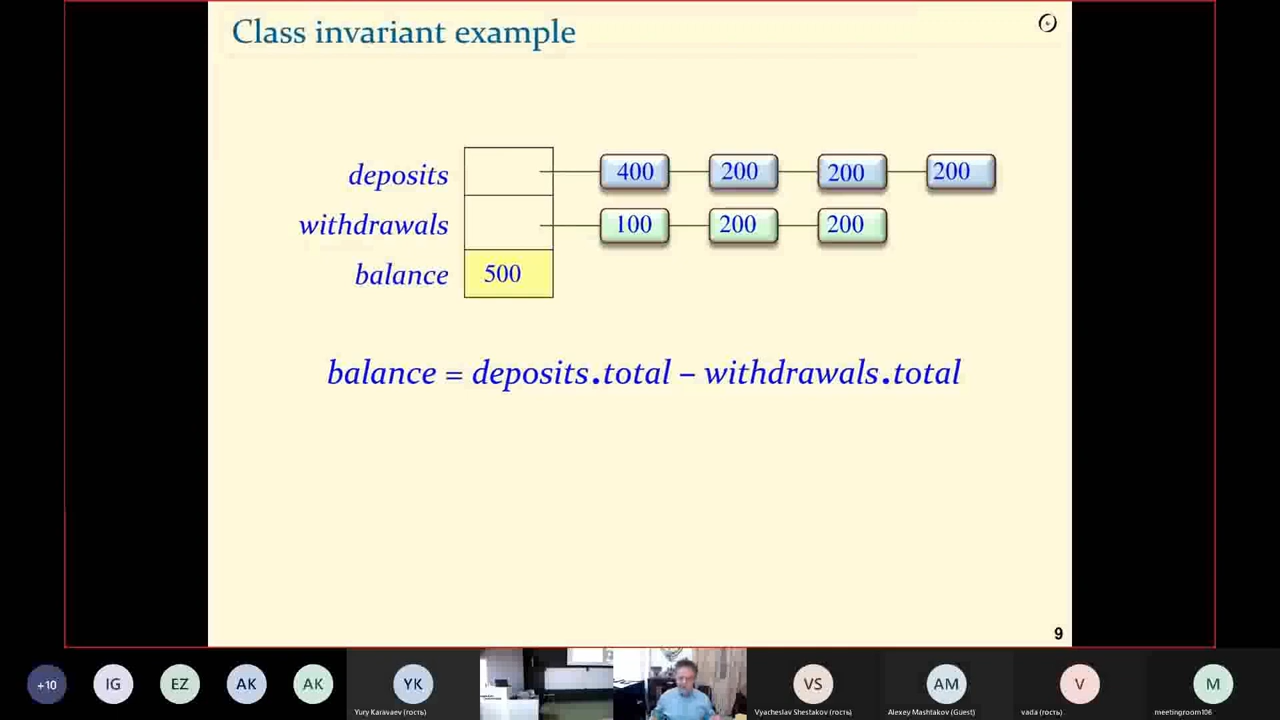 Class invariant example
deposits 400 200 200 200
withdrawals 100 200 200
balance 500
balance = deposits.total – withdrawals.total
9
+10 IG EZ AK AK YK VS AM V M
Yury Karavaev (гость) Vyacheslav Shestakov (гость) Alexey Mashtakov (Guest) vada (гость) meetingroom106